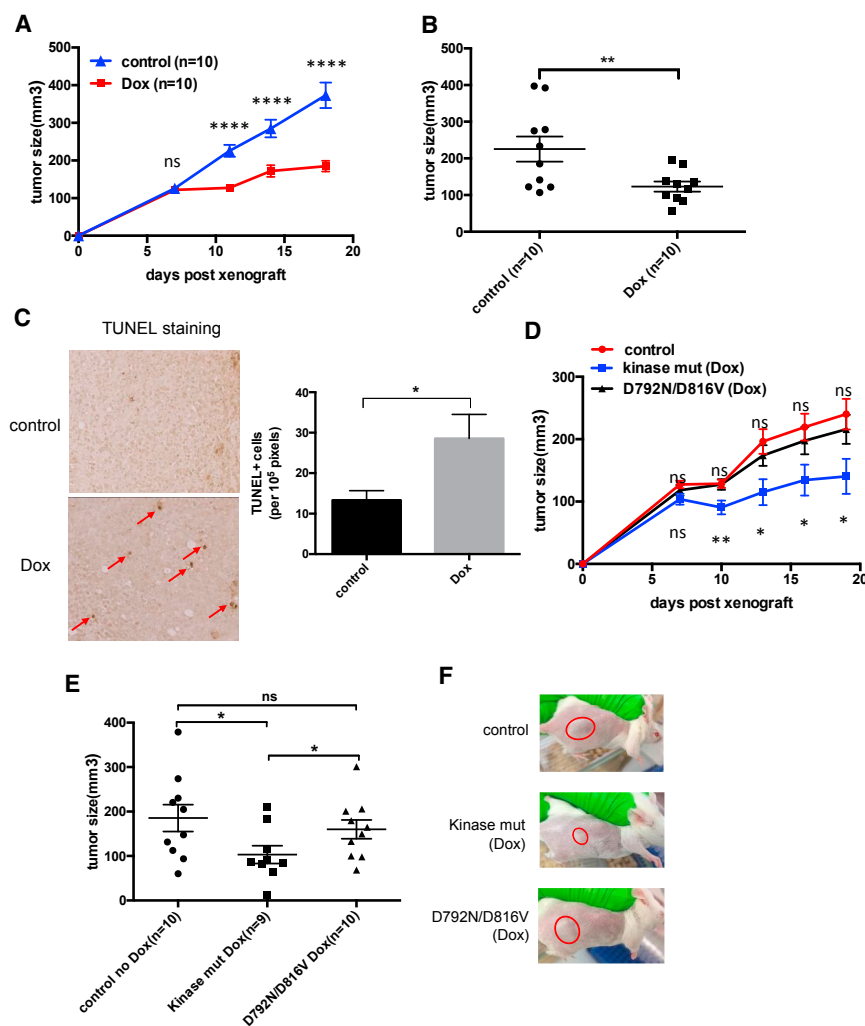 A
control (n=10)
Dox (n=10)
tumor size(mm3)
500
400
300
200
100
0
ns
****
****
****
0
5
10
15
20
days post xenograft
B
**
tumor size(mm3)
500
400
300
200
100
0
control (n=10)
Dox (n=10)
C
TUNEL staining
control
Dox
*
TUNEL+ cells
(per 10⁵ pixels)
40
30
20
10
0
control
Dox
D
control
kinase mut (Dox)
D792N/D816V (Dox)
tumor size(mm3)
300
200
100
0
ns
ns
ns
ns
ns
ns
**
*
*
*
0
5
10
15
20
days post xenograft
E
ns
*
*
tumor size(mm3)
400
300
200
100
0
control no Dox(n=10)
Kinase mut Dox(n=9)
D792N/D816V Dox(n=10)
F
control
Kinase mut
(Dox)
D792N/D816V
(Dox)